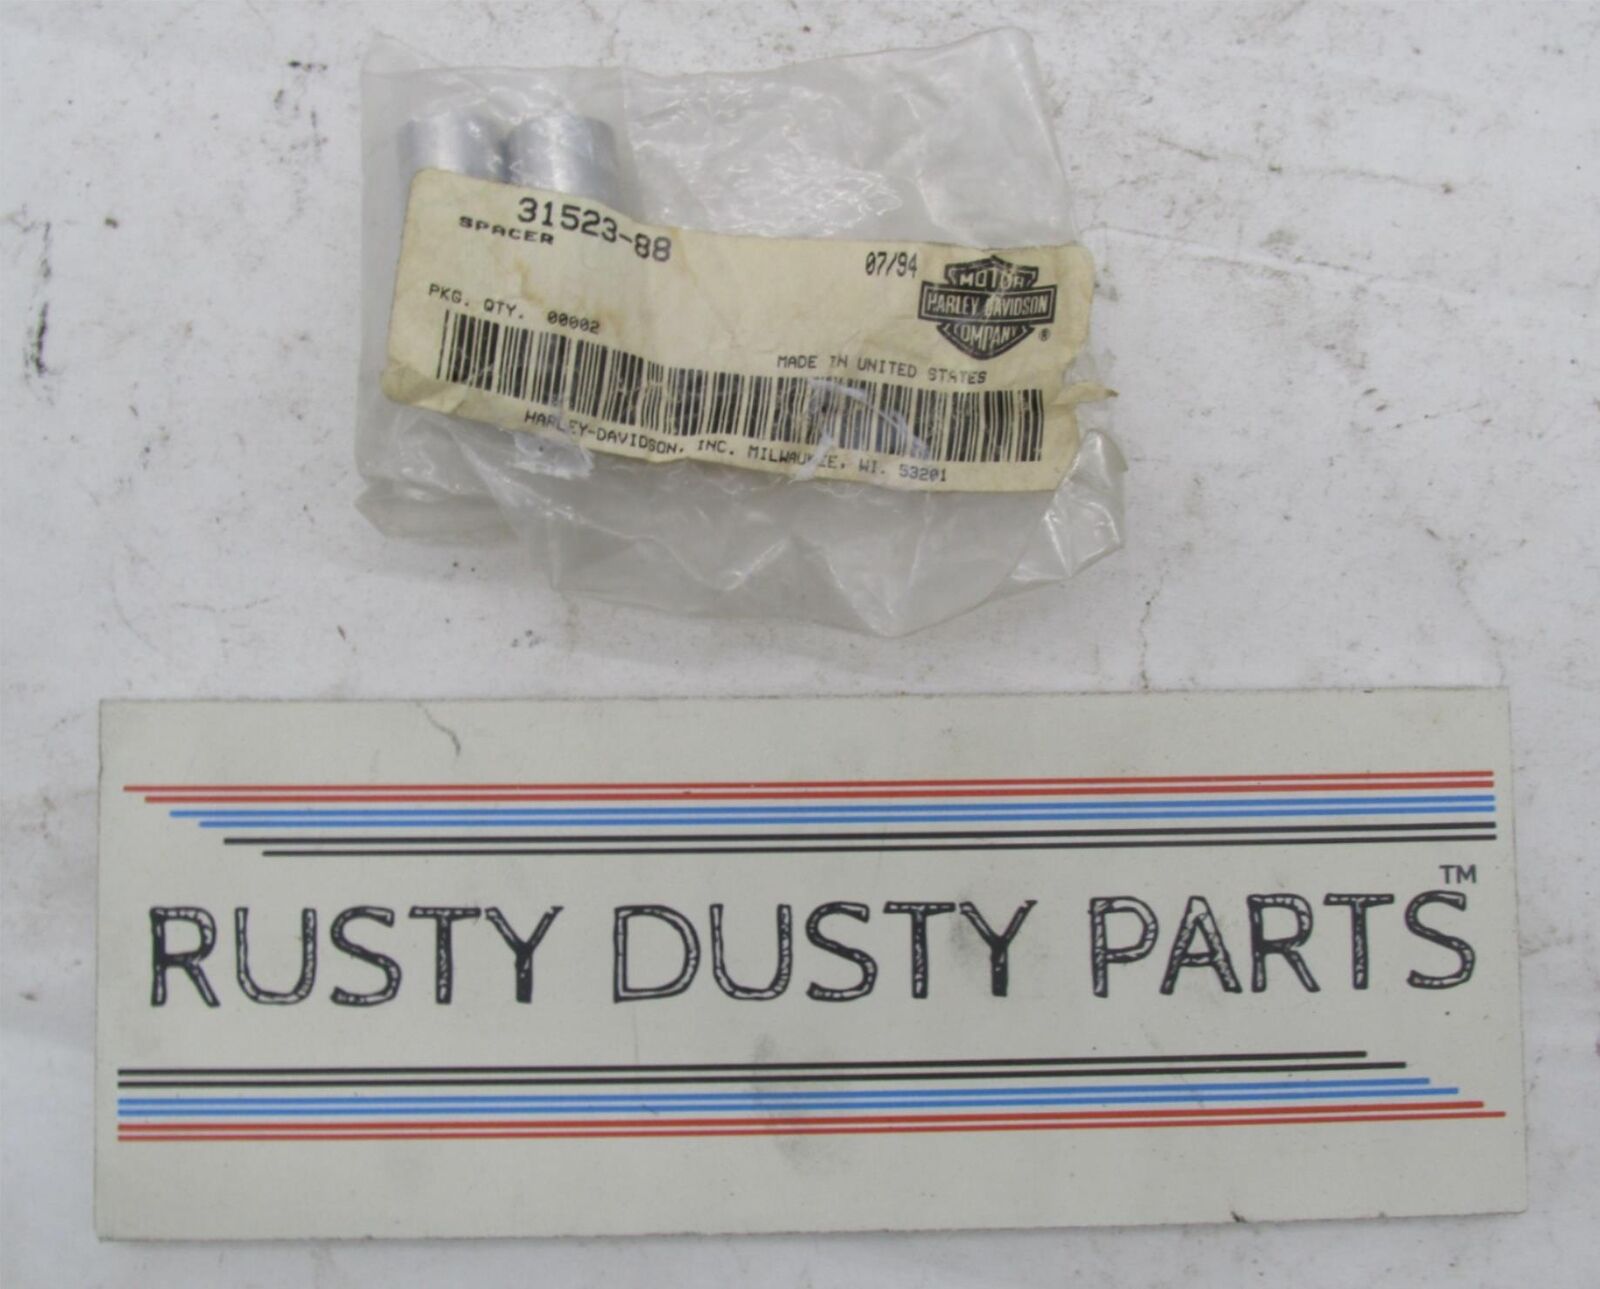 31523-88
SPACER
07/94
MOTOR
HARLEY-DAVIDSON
COMPANY
®
PKG. QTY. 00002
MADE IN UNITED STATES
HARLEY-DAVIDSON, INC. MILWAUKEE, WI. 53201
RUSTY DUSTY PARTS™